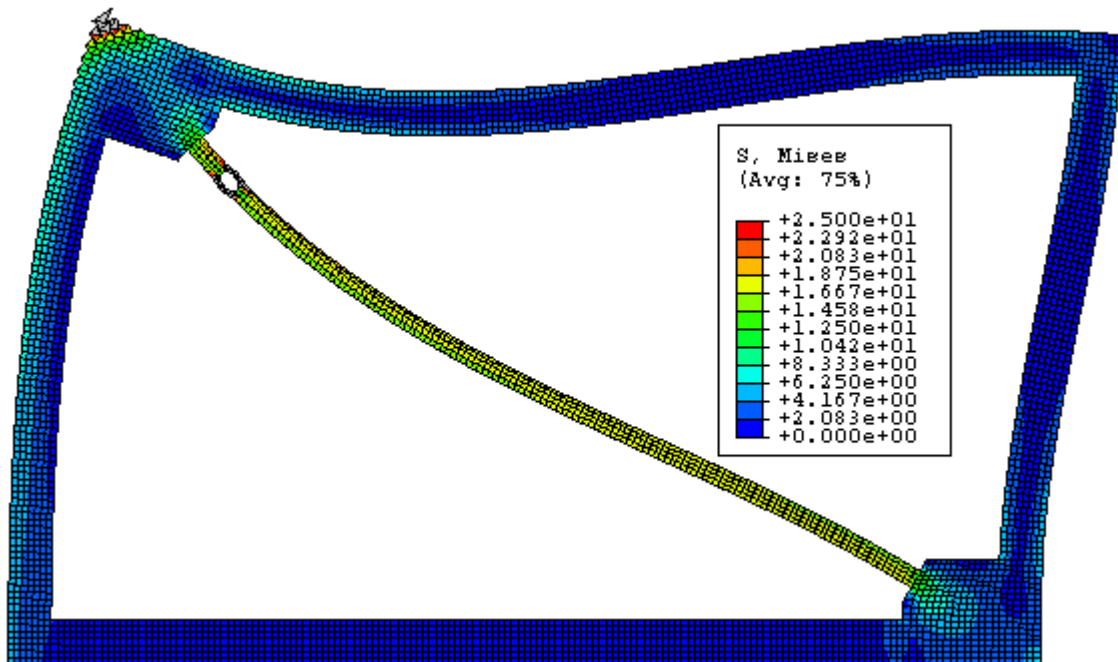 S, Mises
(Avg: 75%)
+2.500e+01
+2.292e+01
+2.083e+01
+1.875e+01
+1.667e+01
+1.458e+01
+1.250e+01
+1.042e+01
+8.333e+00
+6.250e+00
+4.167e+00
+2.083e+00
+0.000e+00